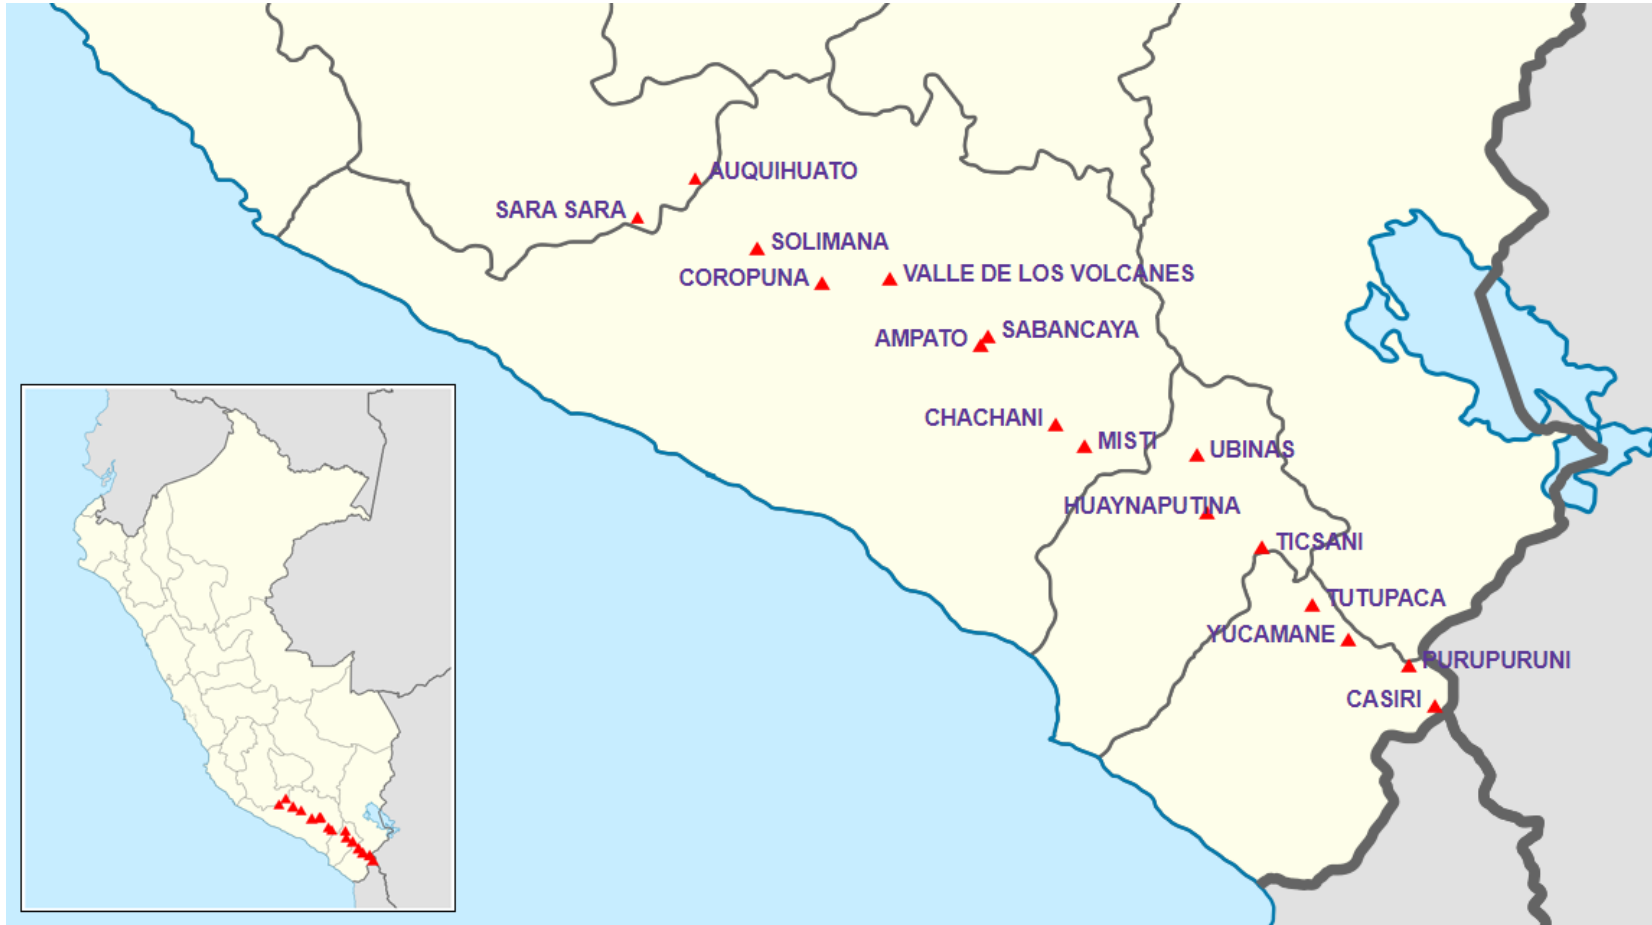 AUQUIHUATO
SARA SARA
SOLIMANA
COROPUNA
VALLE DE LOS VOLCANES
AMPATO
SABANCAYA
CHACHANI
MISTI
UBINAS
HUAYNAPUTINA
TICSANI
TUTUPACA
YUCAMANE
PURUPURUNI
CASIRI